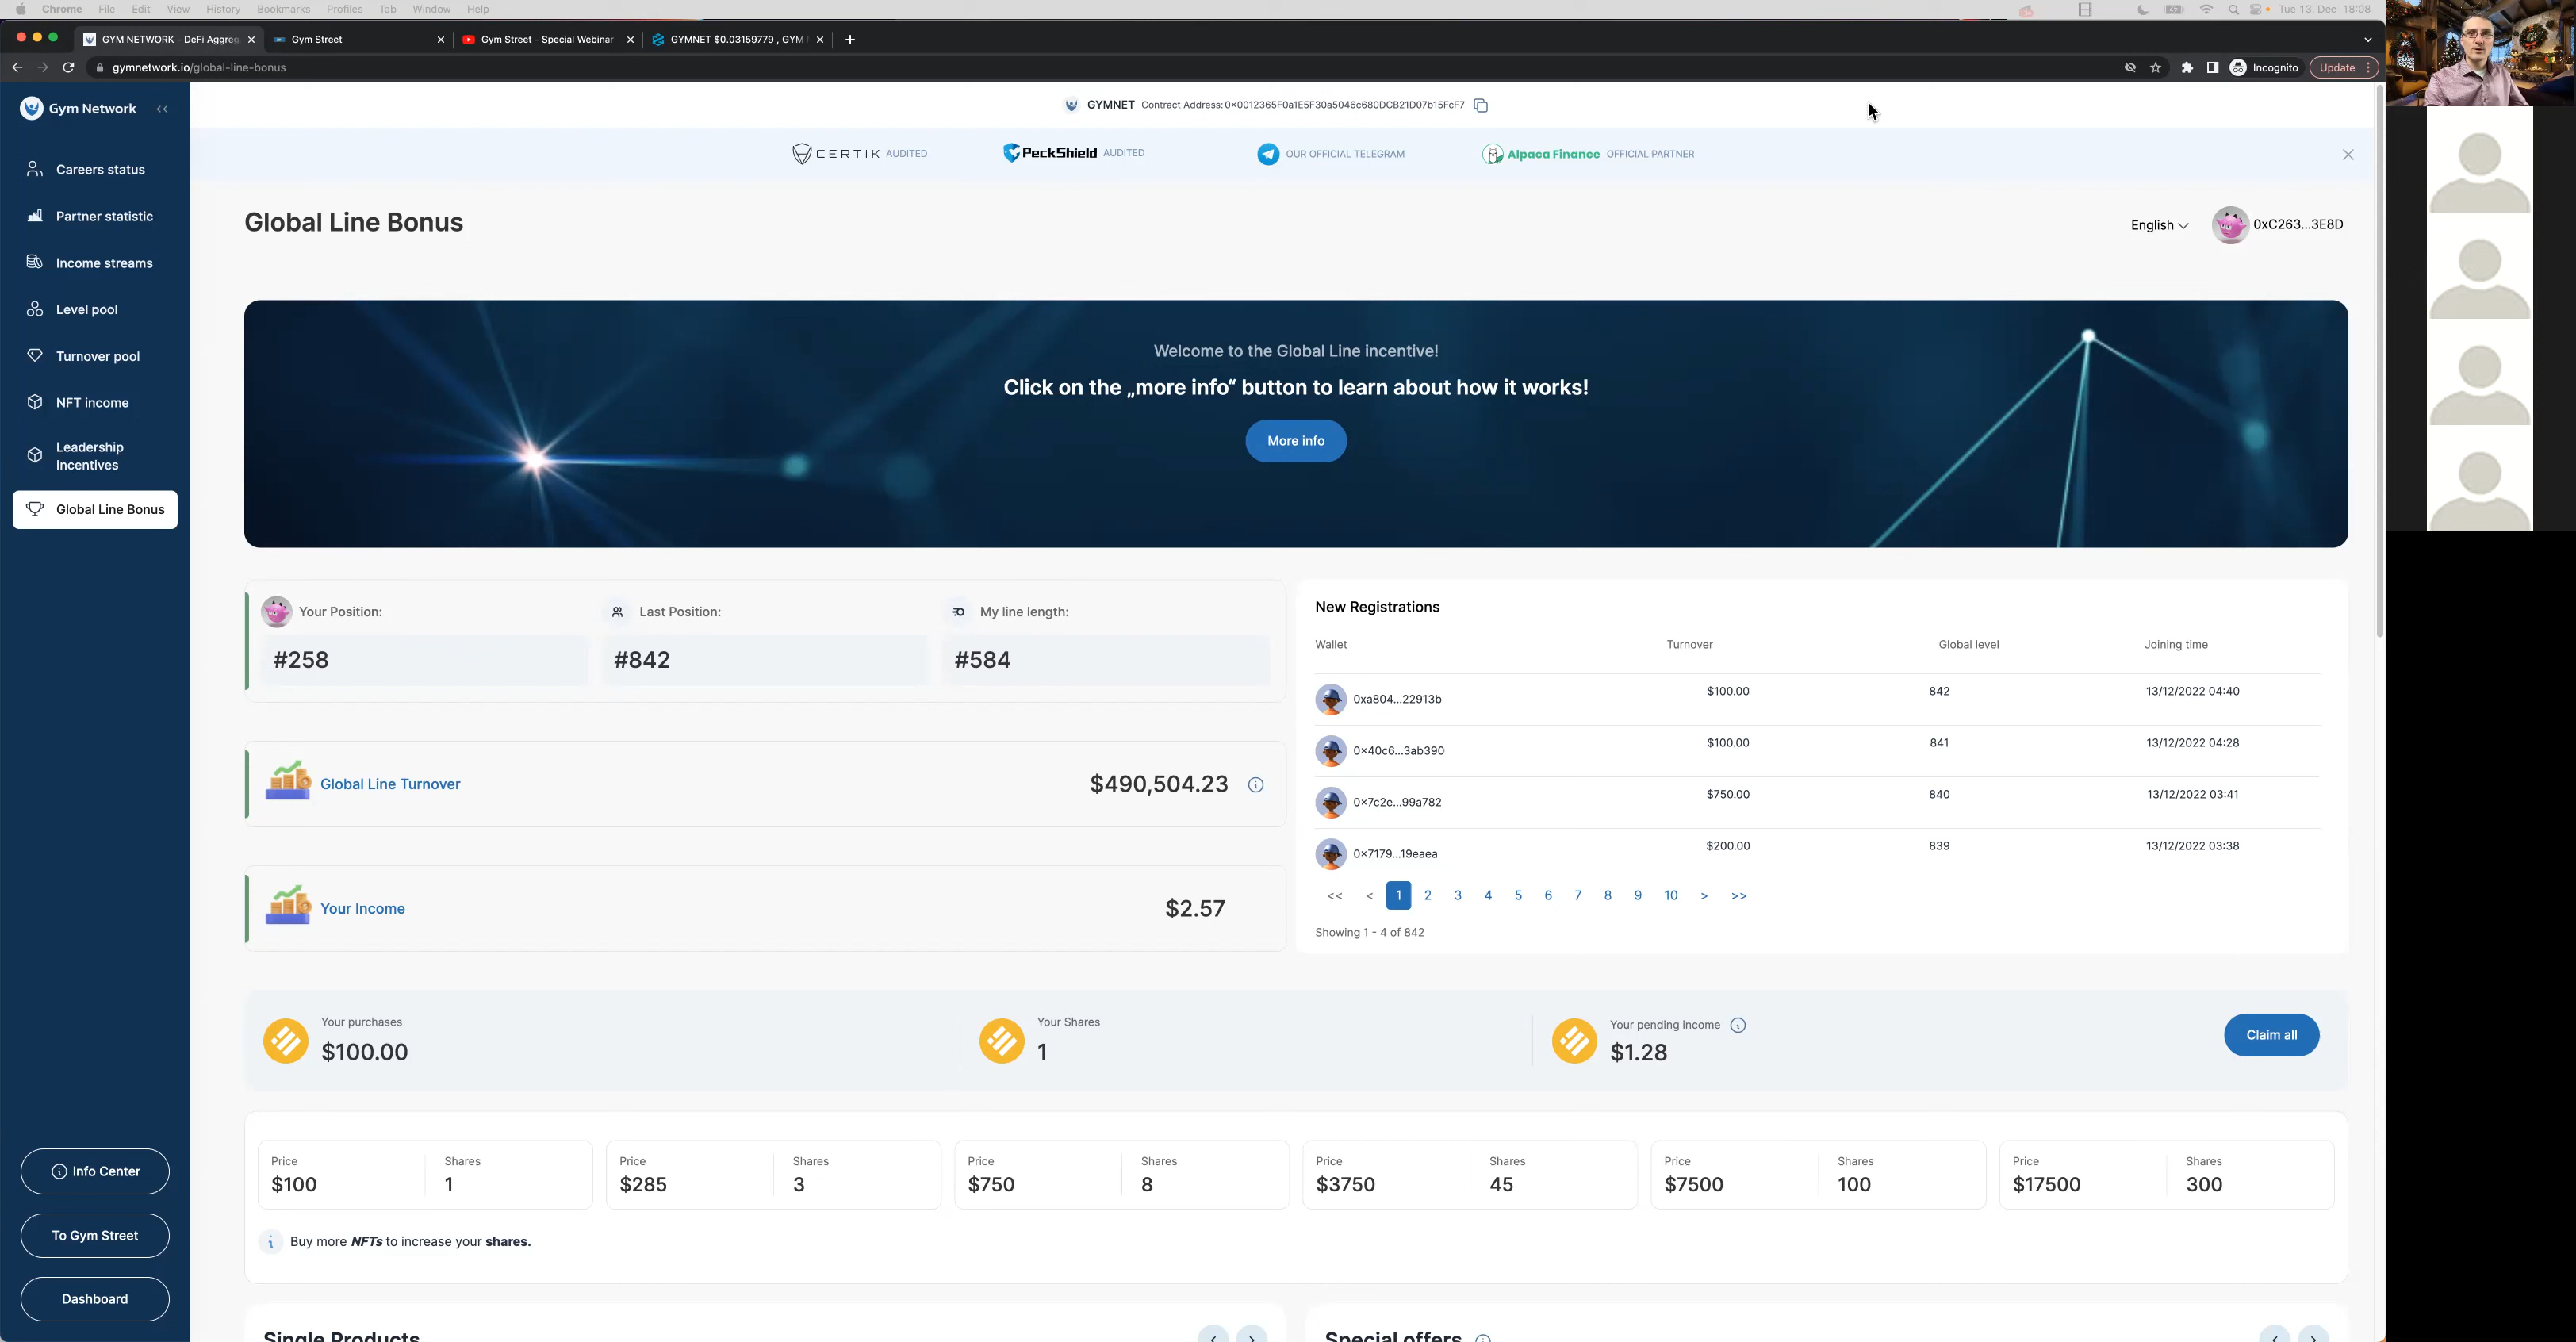 Chrome File Edit View History Bookmarks Profiles Tab Window Help Tue 13. Dec 18:08
GYM NETWORK - DeFi Aggreg Gym Street Gym Street - Special Webinar GYMNET $0.03159779 , GYM
gymnetwork.io/global-line-bonus Incognito Update
Gym Network <<
GYMNET Contract Address: 0x0012365F0a1E5F30a5046c680DCB21D07b15FcF7
CERTIK AUDITED PeckShield AUDITED OUR OFFICIAL TELEGRAM Alpaca Finance OFFICIAL PARTNER
Careers status
Partner statistic
Income streams
Level pool
Turnover pool
NFT income
Leadership
Incentives
Global Line Bonus
Info Center
To Gym Street
Dashboard
Global Line Bonus
English 0xC263...3E8D
Welcome to the Global Line incentive!
Click on the „more info“ button to learn about how it works!
More info
Your Position: Last Position: My line length:
#258 #842 #584
Global Line Turnover $490,504.23
Your Income $2.57
New Registrations
Wallet Turnover Global level Joining time
0xa804...22913b $100.00 842 13/12/2022 04:40
0x40c6...3ab390 $100.00 841 13/12/2022 04:28
0x7c2e...99a782 $750.00 840 13/12/2022 03:41
0x7179...19eaea $200.00 839 13/12/2022 03:38
<< < 1 2 3 4 5 6 7 8 9 10 > >>
Showing 1 - 4 of 842
Your purchases Your Shares Your pending income
$100.00 1 $1.28 Claim all
Price Shares Price Shares Price Shares Price Shares Price Shares Price Shares
$100 1 $285 3 $750 8 $3750 45 $7500 100 $17500 300
Buy more NFTs to increase your shares.
Single Products Special offers